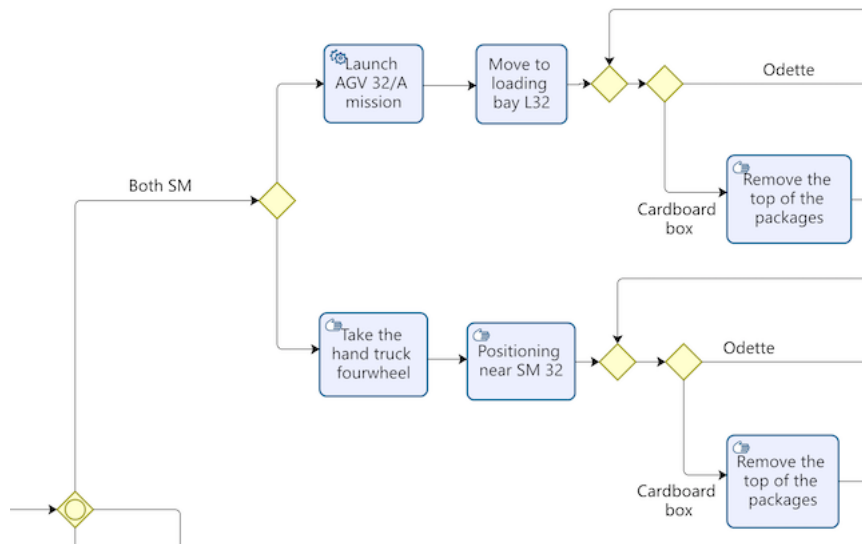 Launch
AGV 32/A
mission
Move to
loading
bay L32
Odette
Both SM
Remove the
top of the
packages
Cardboard
box
Take the
hand truck
fourwheel
Positioning
near SM 32
Odette
Remove the
top of the
packages
Cardboard
box